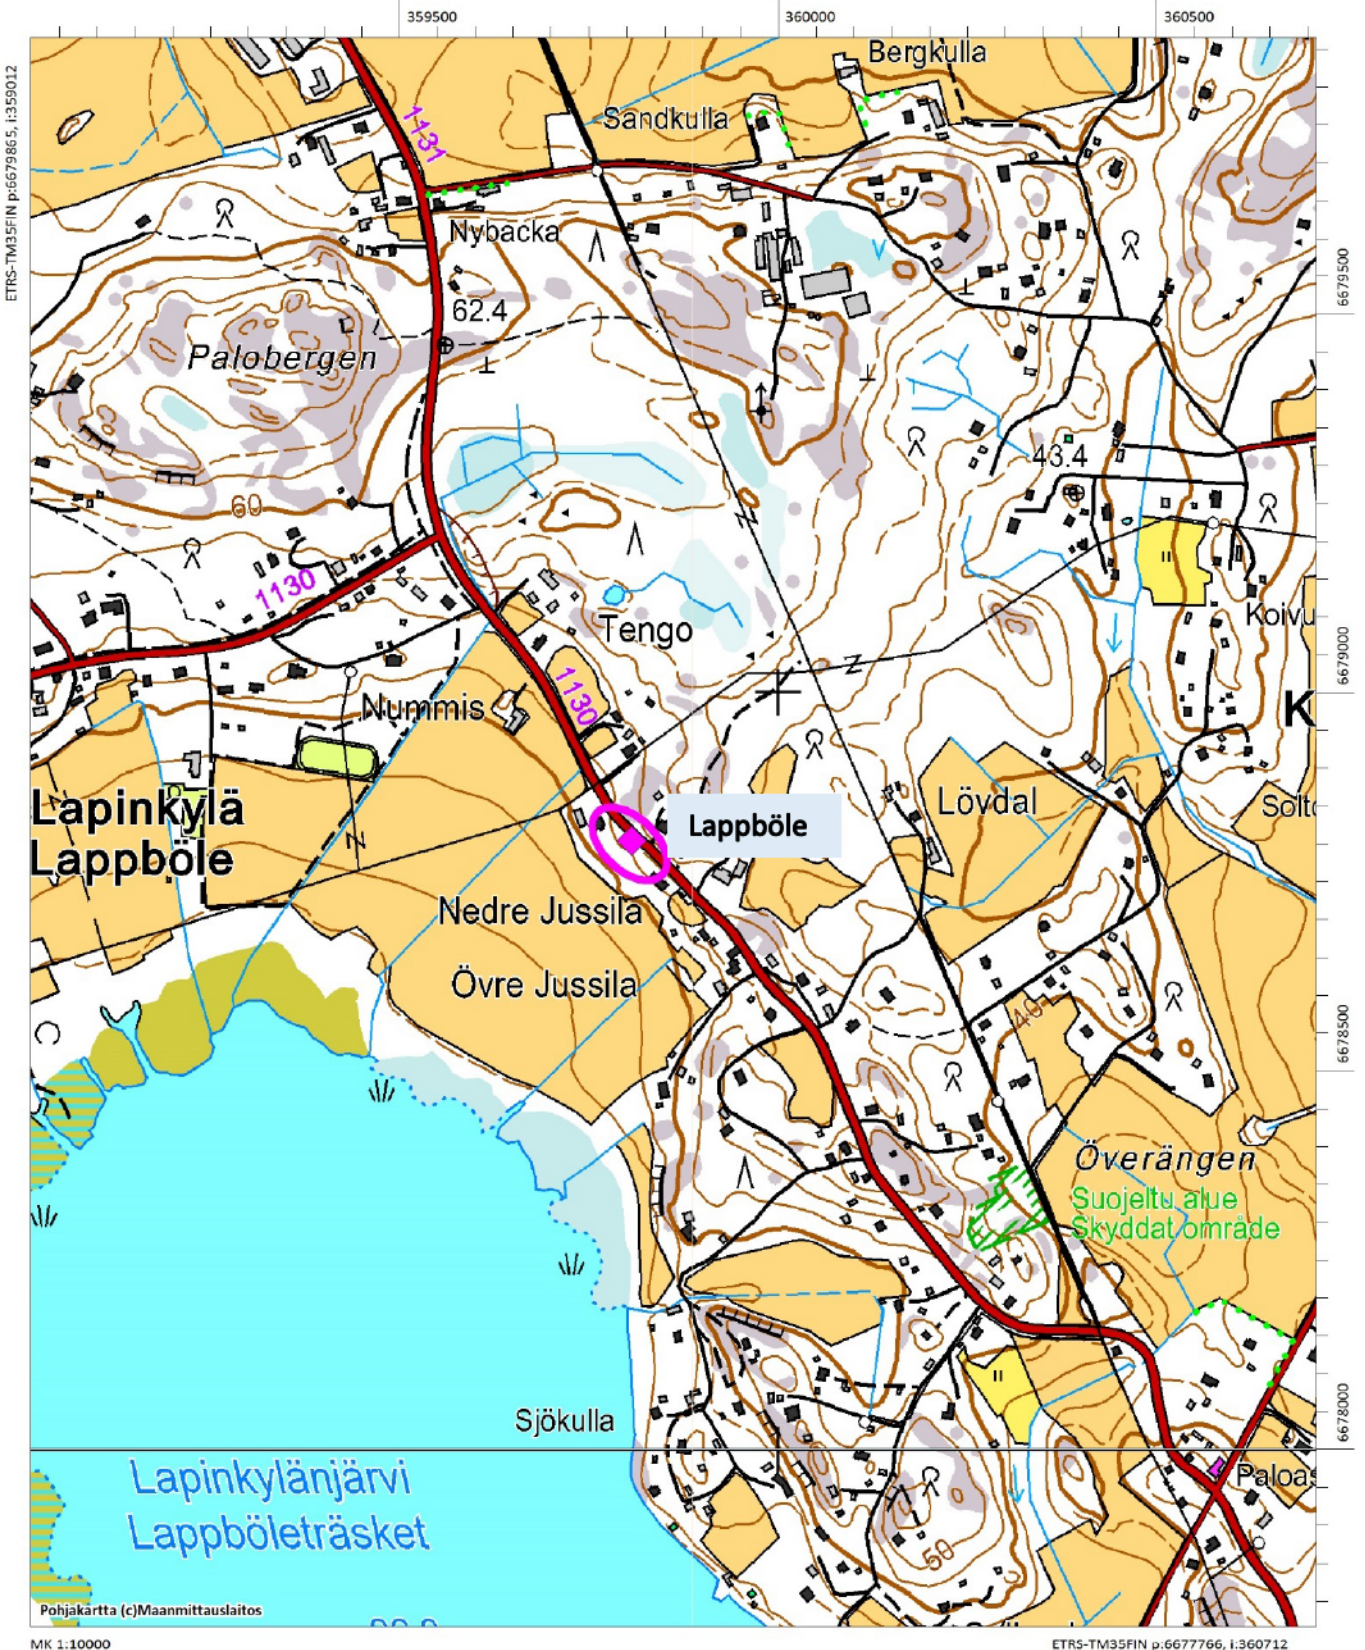 359500
360000
360500
ETRS-TM35FIN p:6679865, i:359012
Bergkulla
Sandkulla
1131
Nybacka
6679500
62.4
Palobergen
43.4
60
1130
Koivu
Tengo
6679000
1130
Nummis
K
Lapinkylä
Lappböle
Lappböle
Lövdal
Nedre Jussila
Övre Jussila
40
6678500
Överängen
Suojeltu alue
Skyddat område
6678000
Sjökulla
Lapinkylänjärvi
Lappböleträsket
Paloas
50
Pohjakartta (c)Maanmittauslaitos
MK 1:10000
ETRS-TM35FIN p:6677766, i:360712